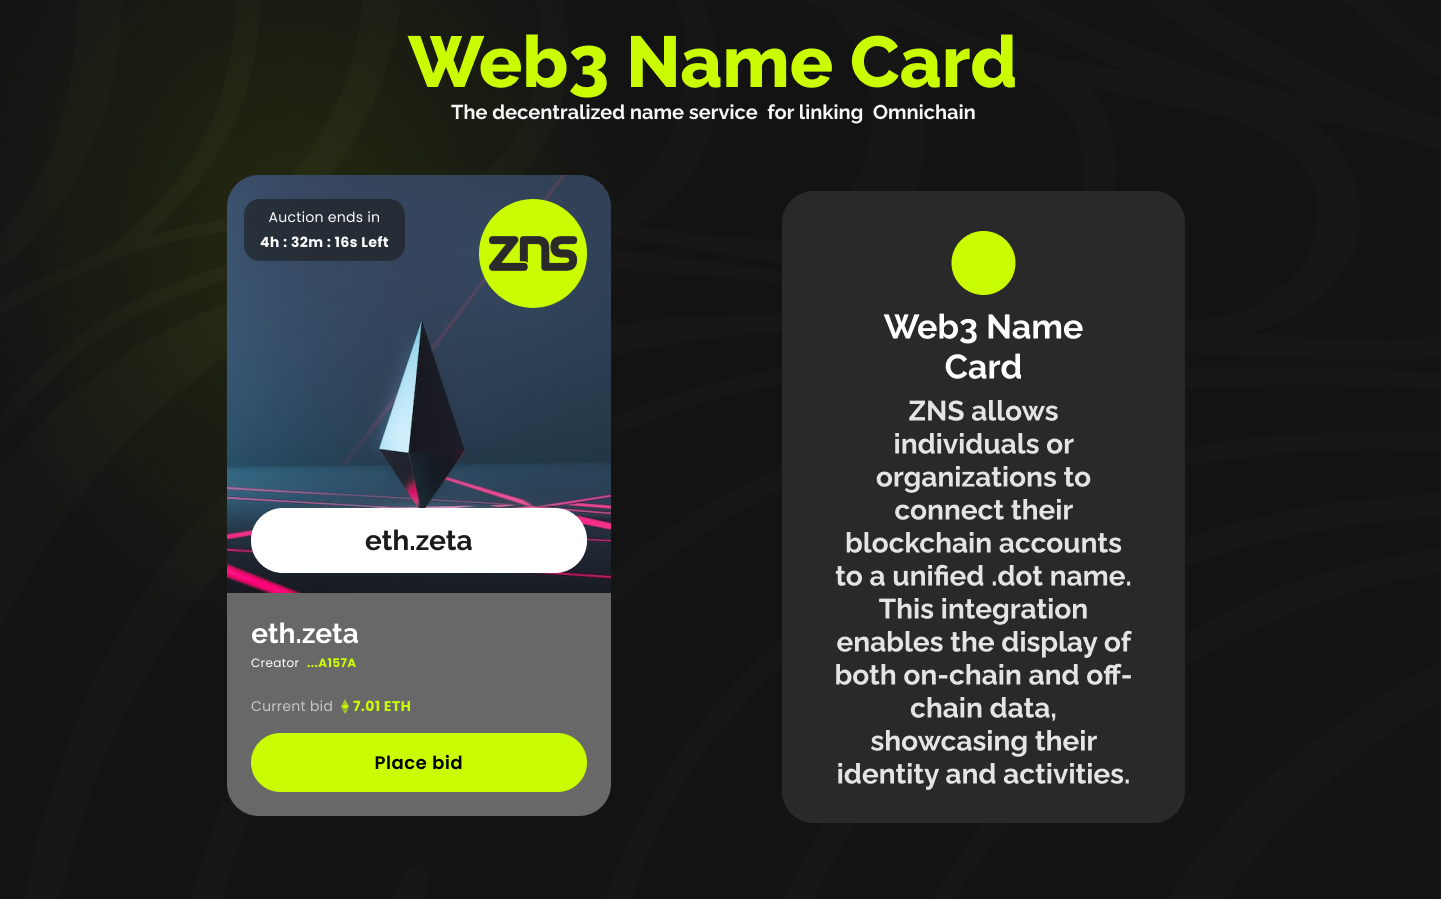 Web3 Name Card
The decentralized name service for linking Omnichain
Auction ends in
4h : 32m : 16s Left
zns
eth.zeta
eth.zeta
Creator ...A157A
Current bid 7.01 ETH
Place bid
Web3 Name
Card
ZNS allows
individuals or
organizations to
connect their
blockchain accounts
to a unified .dot name.
This integration
enables the display of
both on-chain and off-
chain data,
showcasing their
identity and activities.